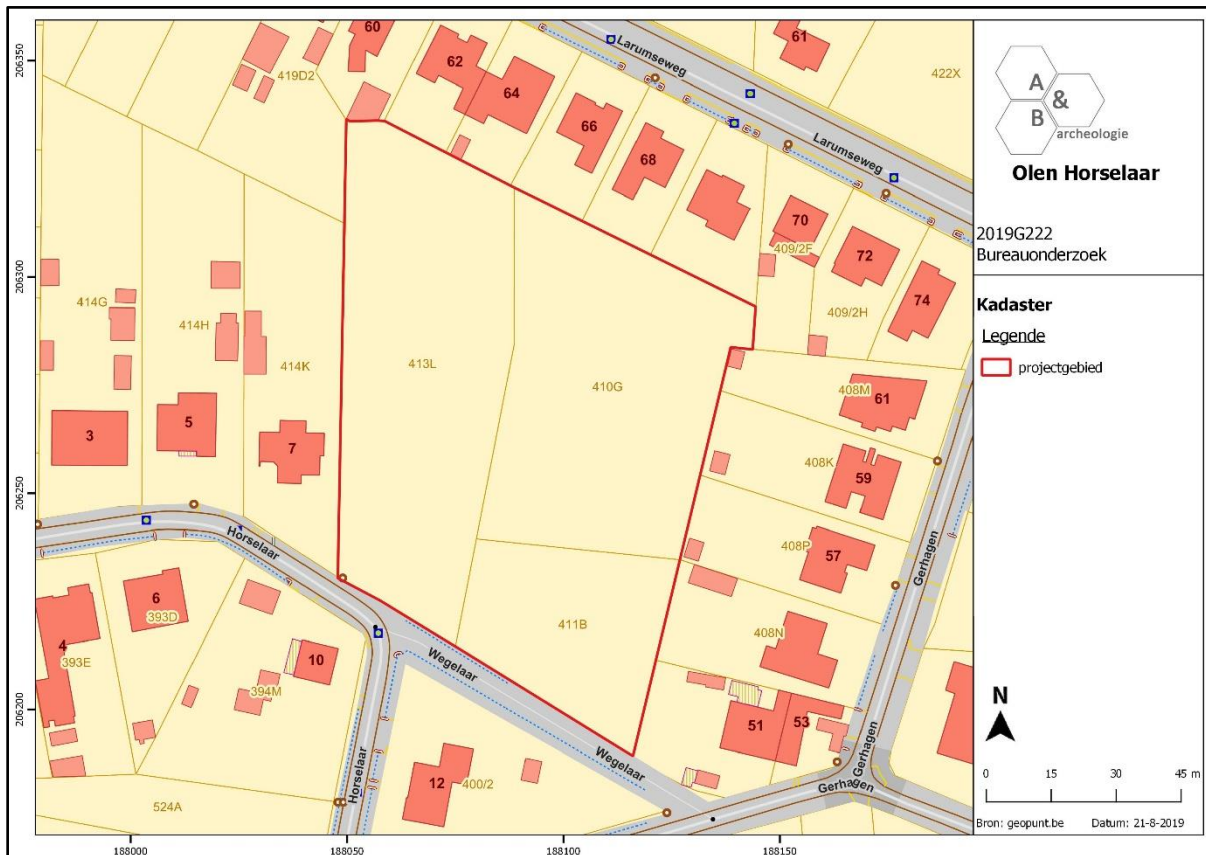 206350
206300
206250
206200
188000
188050
188100
188150
60
62
64
66
68
61
70
72
74
422X
419D2
409/2F
409/2H
Larumseweg
Larumseweg
414G
414H
414K
413L
410G
411B
3
5
7
408M
61
408K
59
408P
57
408N
51
53
Horselaar
Horselaar
Wegelaar
Wegelaar
Gerhagen
Gerhagen
Gerhagen
4
393E
6
393D
10
394M
12
400/2
524A
A
&
B
archeologie
Olen Horselaar
2019G222
Bureauonderzoek
Kadaster
Legende
projectgebied
N
0 15 30 45 m
Bron: geopunt.be Datum: 21-8-2019